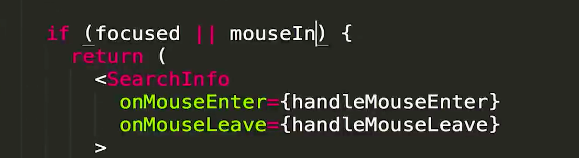 if (focused || mouseIn) {
return (
<SearchInfo
onMouseEnter={handleMouseEnter}
onMouseLeave={handleMouseLeave}
>